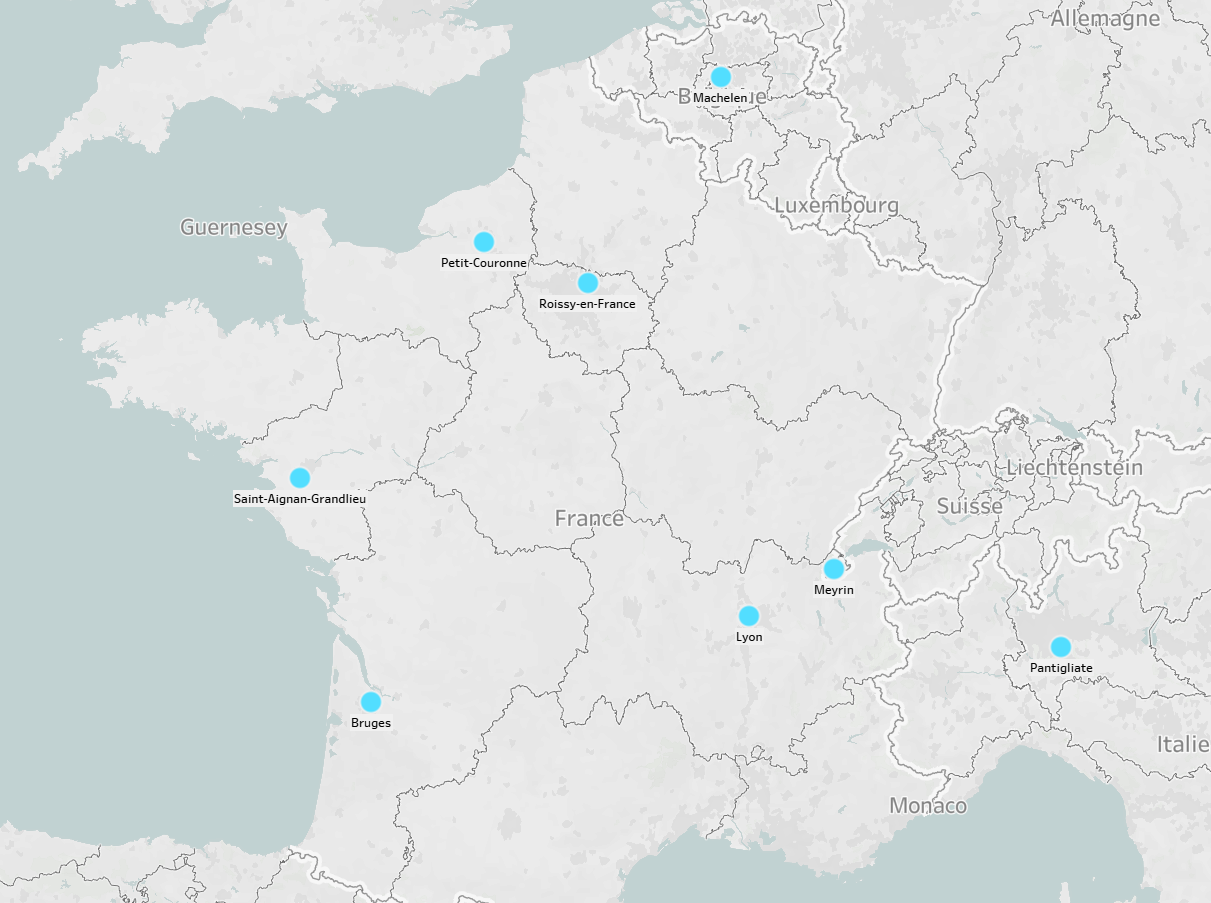 Allemagne
Machelen
Luxembourg
Guernesey
Petit-Couronne
Roissy-en-France
Liechtenstein
Saint-Aignan-Grandlieu
Suisse
France
Meyrin
Lyon
Pantigliate
Bruges
Italie
Monaco